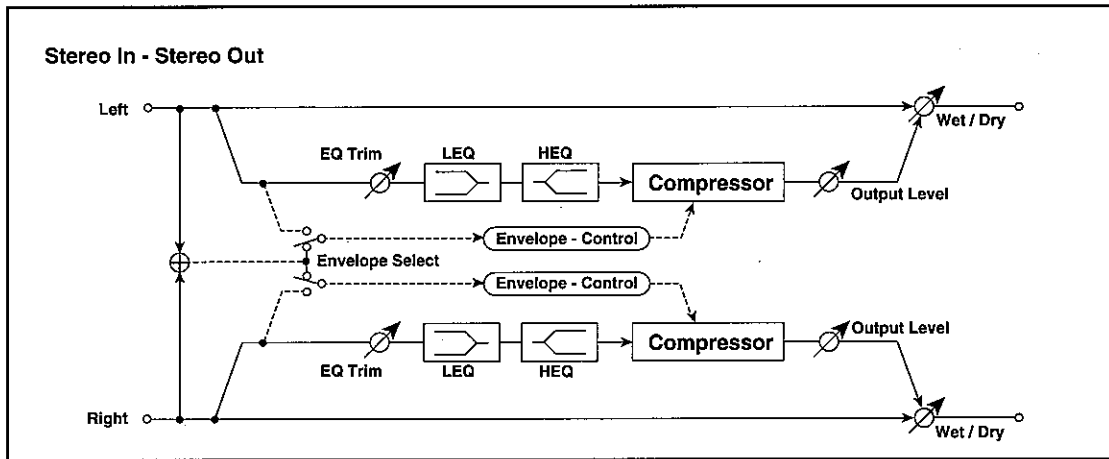 Stereo In - Stereo Out
Left
Wet / Dry
EQ Trim
LEQ
HEQ
Compressor
Output Level
Envelope - Control
Envelope Select
Envelope - Control
EQ Trim
LEQ
HEQ
Compressor
Output Level
Right
Wet / Dry